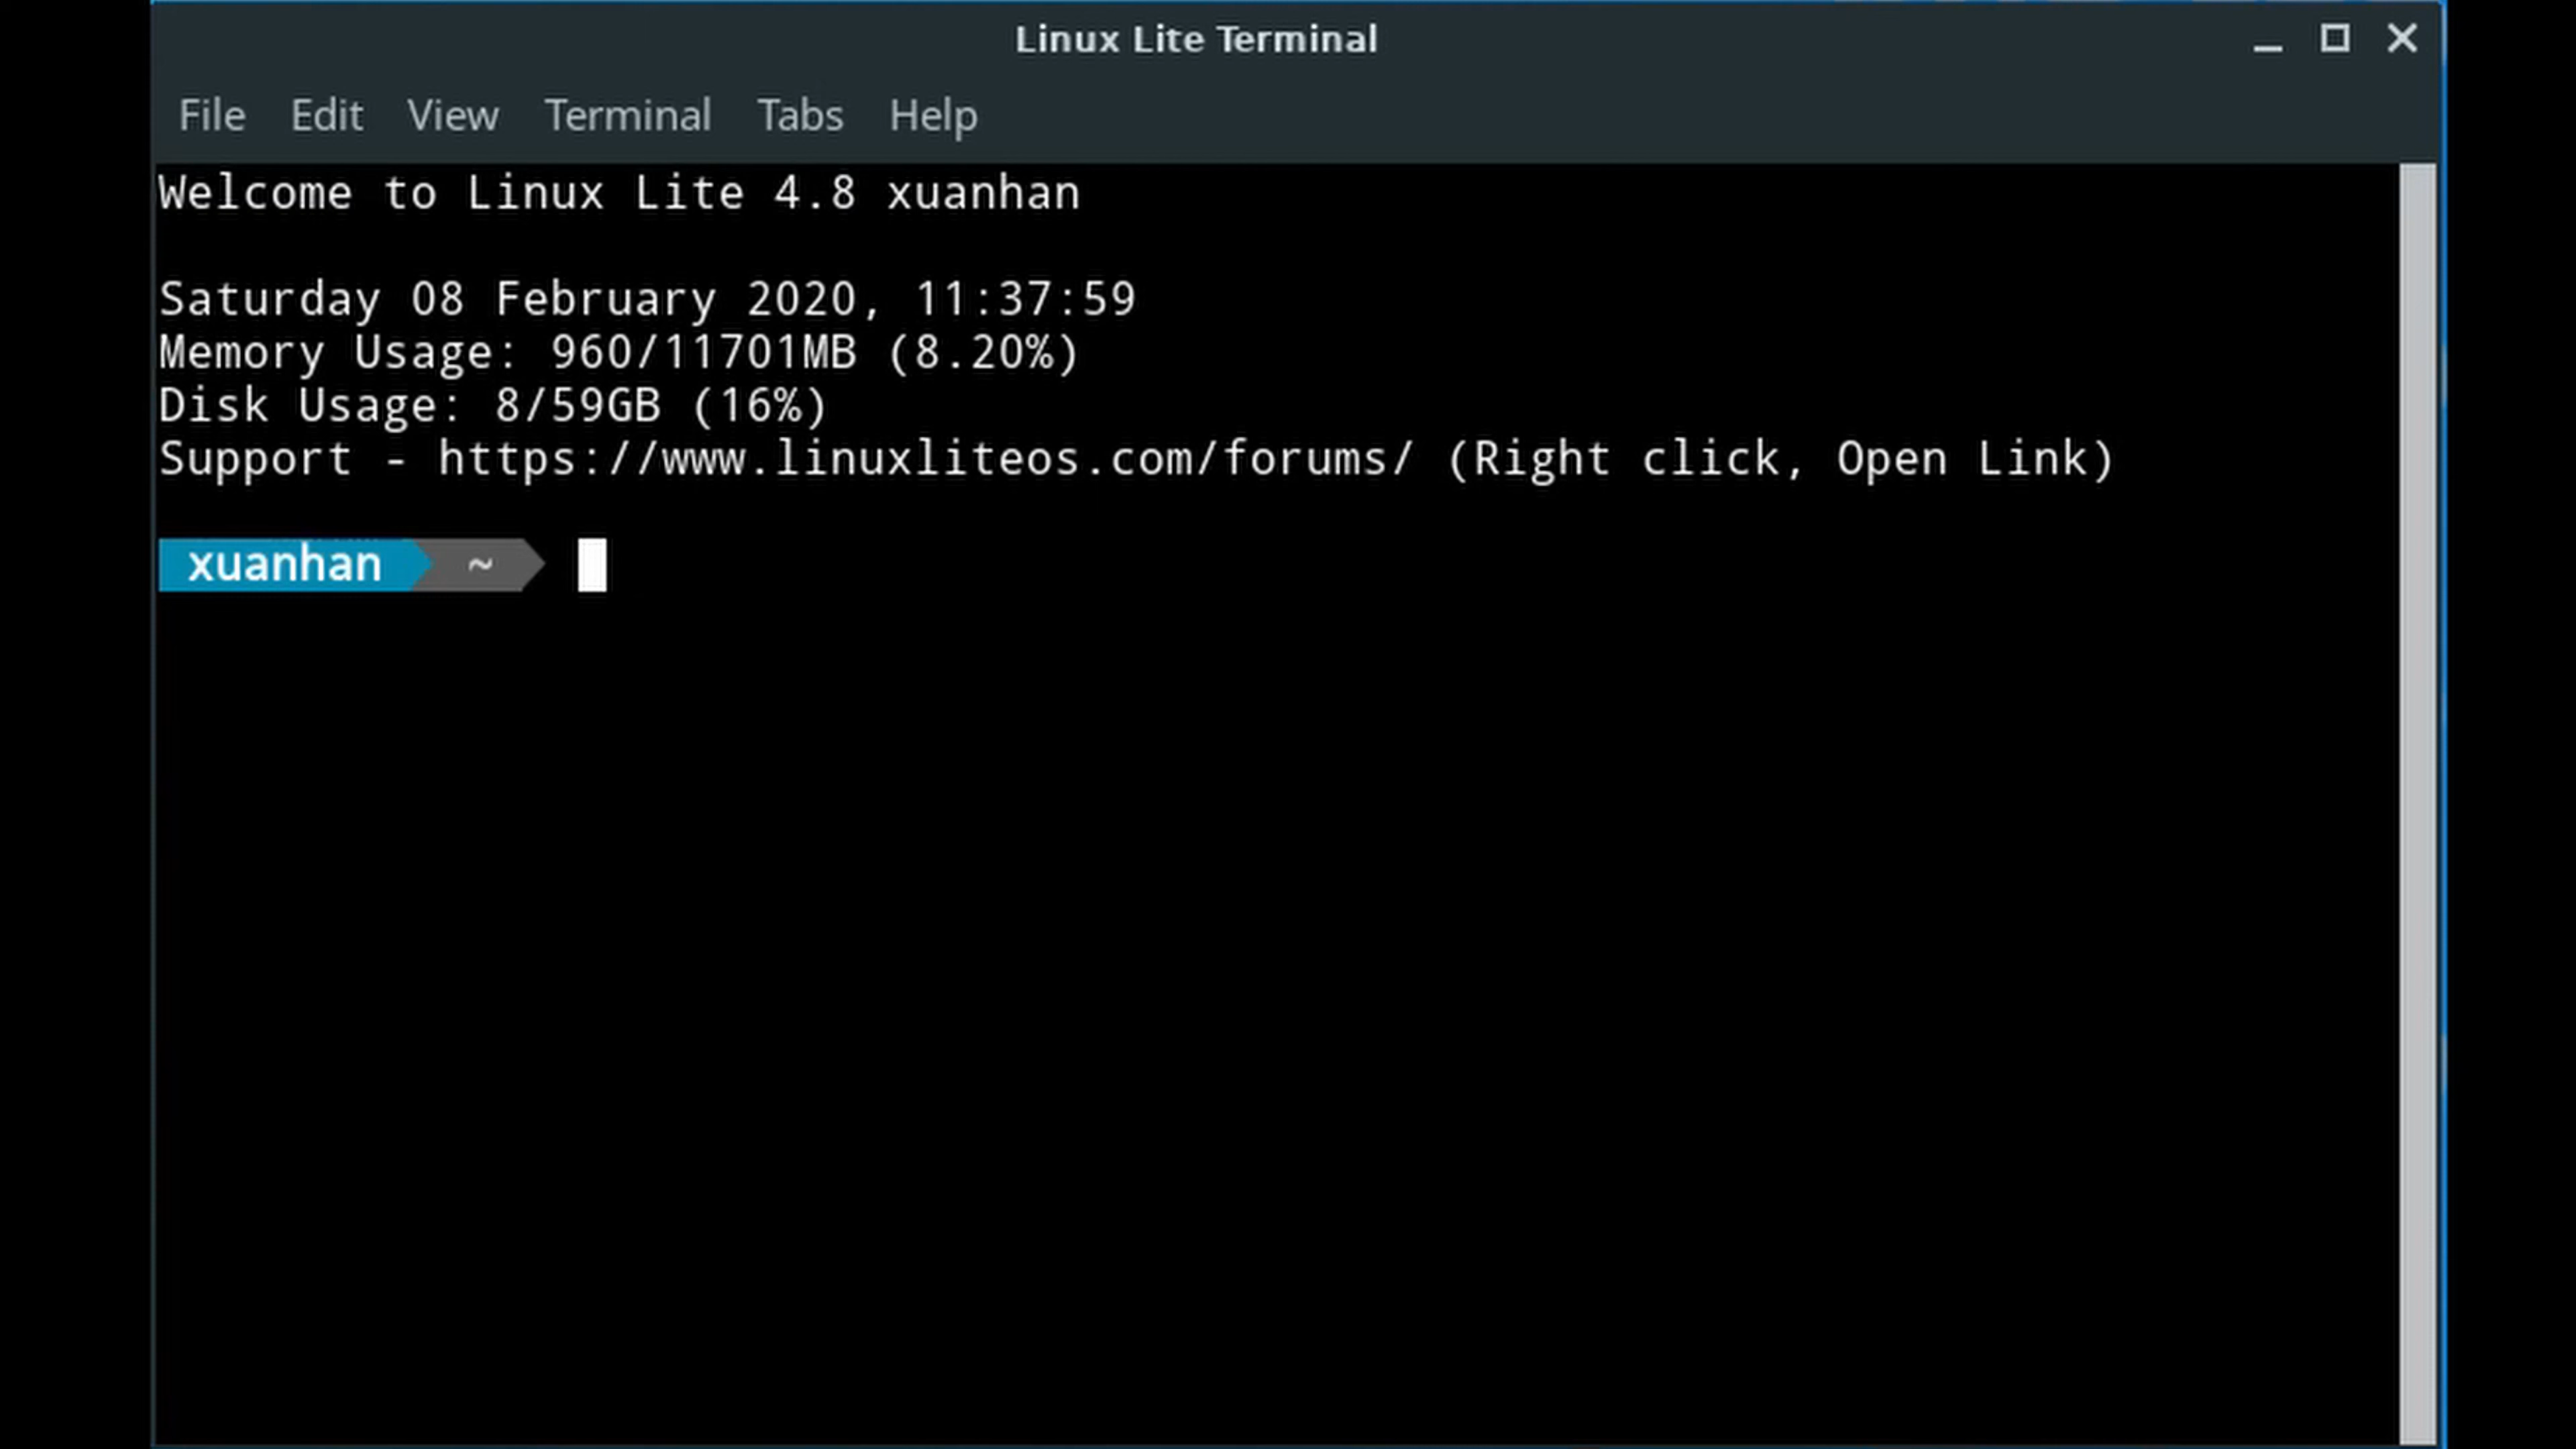 Linux Lite Terminal
File Edit View Terminal Tabs Help
Welcome to Linux Lite 4.8 xuanhan
Saturday 08 February 2020, 11:37:59
Memory Usage: 960/11701MB (8.20%)
Disk Usage: 8/59GB (16%)
Support - https://www.linuxliteos.com/forums/ (Right click, Open Link)
xuanhan ~